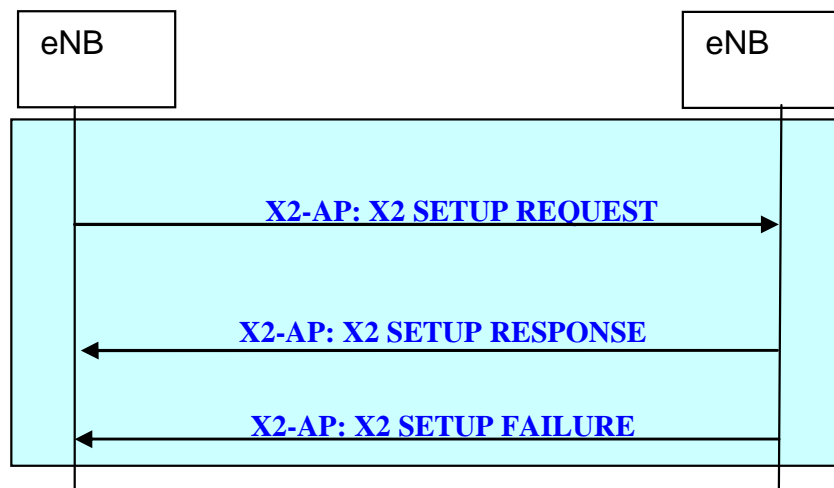 eNB
eNB
X2-AP: X2 SETUP REQUEST
X2-AP: X2 SETUP RESPONSE
X2-AP: X2 SETUP FAILURE